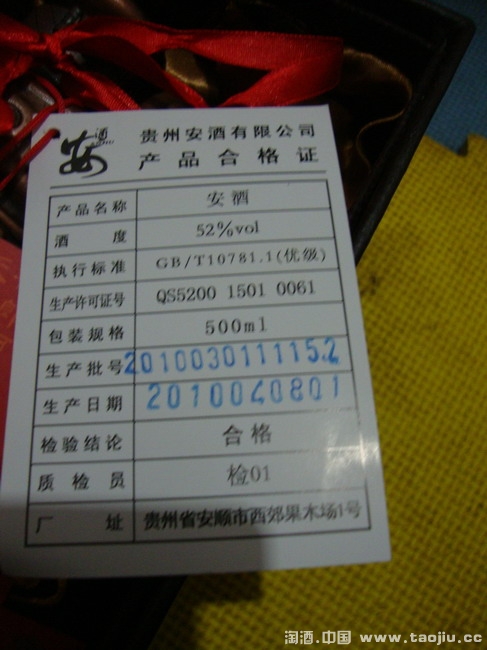 安酒
贵州安酒有限公司
产品合格证
产品名称 安酒
酒度 52%vol
执行标准 GB/T10781.1(优级)
生产许可证号 QS5200 1501 0061
包装规格 500ml
生产批号 201003011115.2
生产日期 2010040801
检验结论 合格
质检员 检01
厂址 贵州省安顺市西郊果木场1号
淘酒.中国 www.taojiu.cc